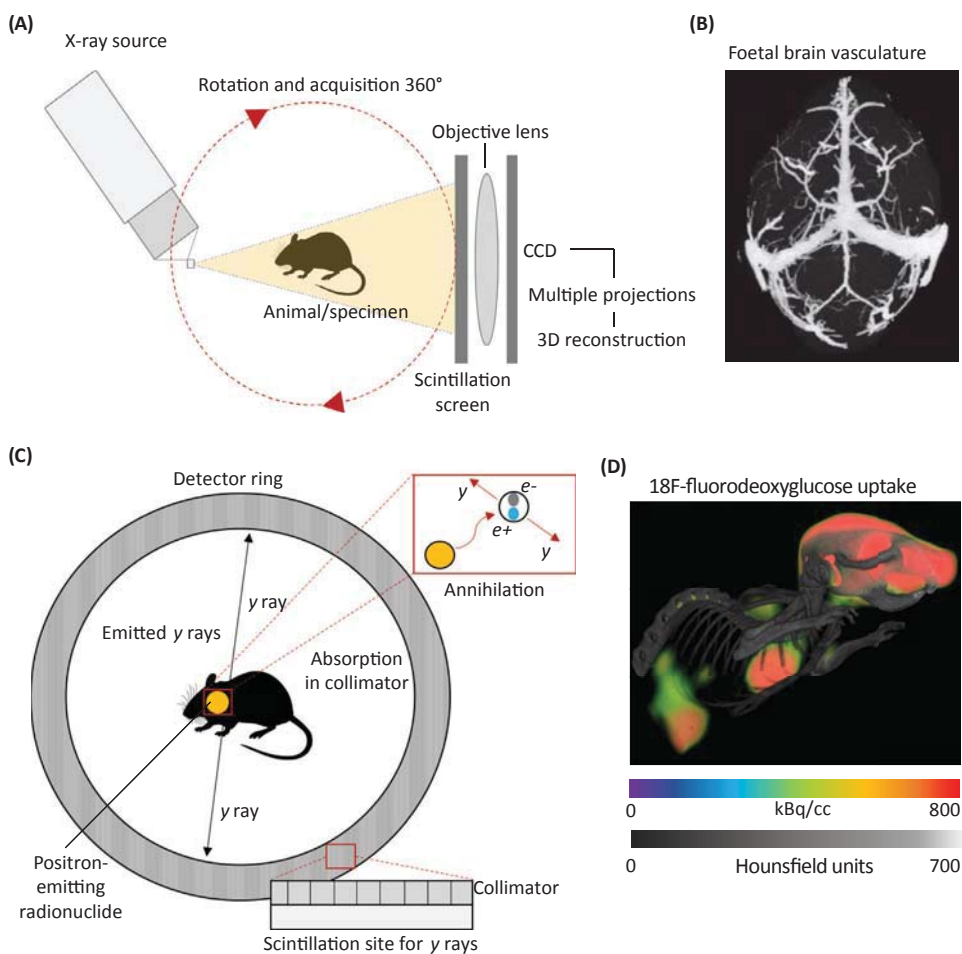 (A)
X-ray source
Rotation and acquisition 360°
Objective lens
CCD
Multiple projections
3D reconstruction
Animal/specimen
Scintillation
screen
(B)
Foetal brain vasculature
(C)
Detector ring
y
e-
e+
y
Annihilation
y ray
Emitted y rays
Absorption
in collimator
y ray
Positron-
emitting
radionuclide
Collimator
Scintillation site for y rays
(D)
18F-fluorodeoxyglucose uptake
0 kBq/cc 800
0 Hounsfield units 700